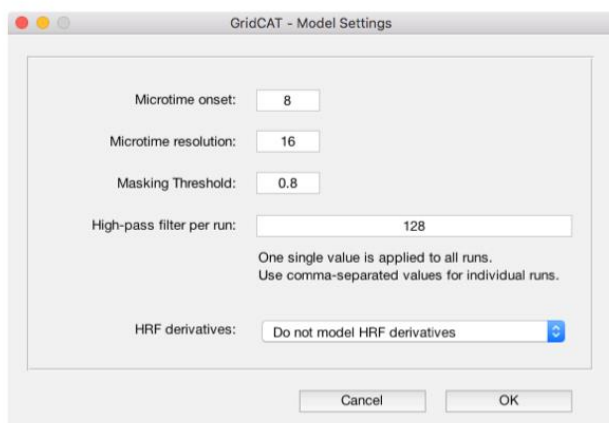 GridCAT - Model Settings
Microtime onset: 8
Microtime resolution: 16
Masking Threshold: 0.8
High-pass filter per run: 128
One single value is applied to all runs.
Use comma-separated values for individual runs.
HRF derivatives: Do not model HRF derivatives
Cancel OK